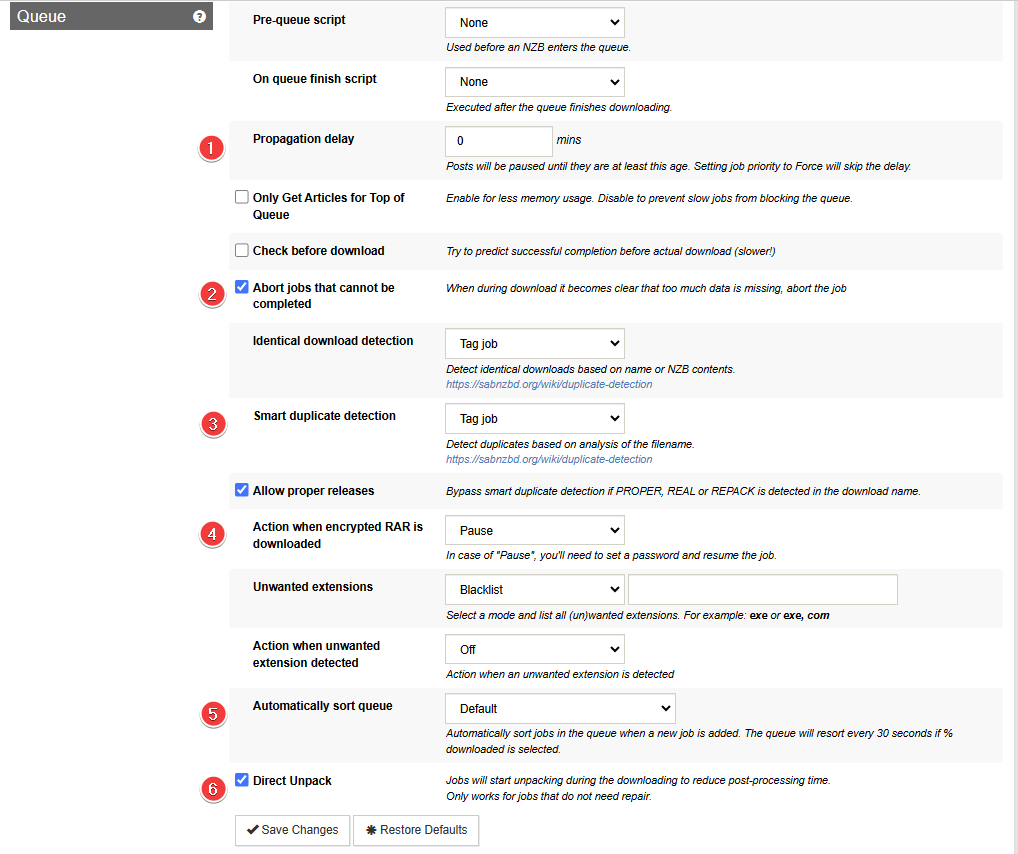 Queue ?
Pre-queue script
None
Used before an NZB enters the queue.
On queue finish script
None
Executed after the queue finishes downloading.
1
Propagation delay
0 mins
Posts will be paused until they are at least this age. Setting job priority to Force will skip the delay.
Only Get Articles for Top of
Queue
Enable for less memory usage. Disable to prevent slow jobs from blocking the queue.
Check before download
Try to predict successful completion before actual download (slower!)
2
Abort jobs that cannot be
completed
When during download it becomes clear that too much data is missing, abort the job
Identical download detection
Tag job
Detect identical downloads based on name or NZB contents.
https://sabnzbd.org/wiki/duplicate-detection
3
Smart duplicate detection
Tag job
Detect duplicates based on analysis of the filename.
https://sabnzbd.org/wiki/duplicate-detection
Allow proper releases
Bypass smart duplicate detection if PROPER, REAL or REPACK is detected in the download name.
4
Action when encrypted RAR is
downloaded
Pause
In case of "Pause", you'll need to set a password and resume the job.
Unwanted extensions
Blacklist
Select a mode and list all (un)wanted extensions. For example: exe or exe, com
Action when unwanted
extension detected
Off
Action when an unwanted extension is detected
5
Automatically sort queue
Default
Automatically sort jobs in the queue when a new job is added. The queue will resort every 30 seconds if %
downloaded is selected.
6
Direct Unpack
Jobs will start unpacking during the downloading to reduce post-processing time.
Only works for jobs that do not need repair.
Save Changes
Restore Defaults